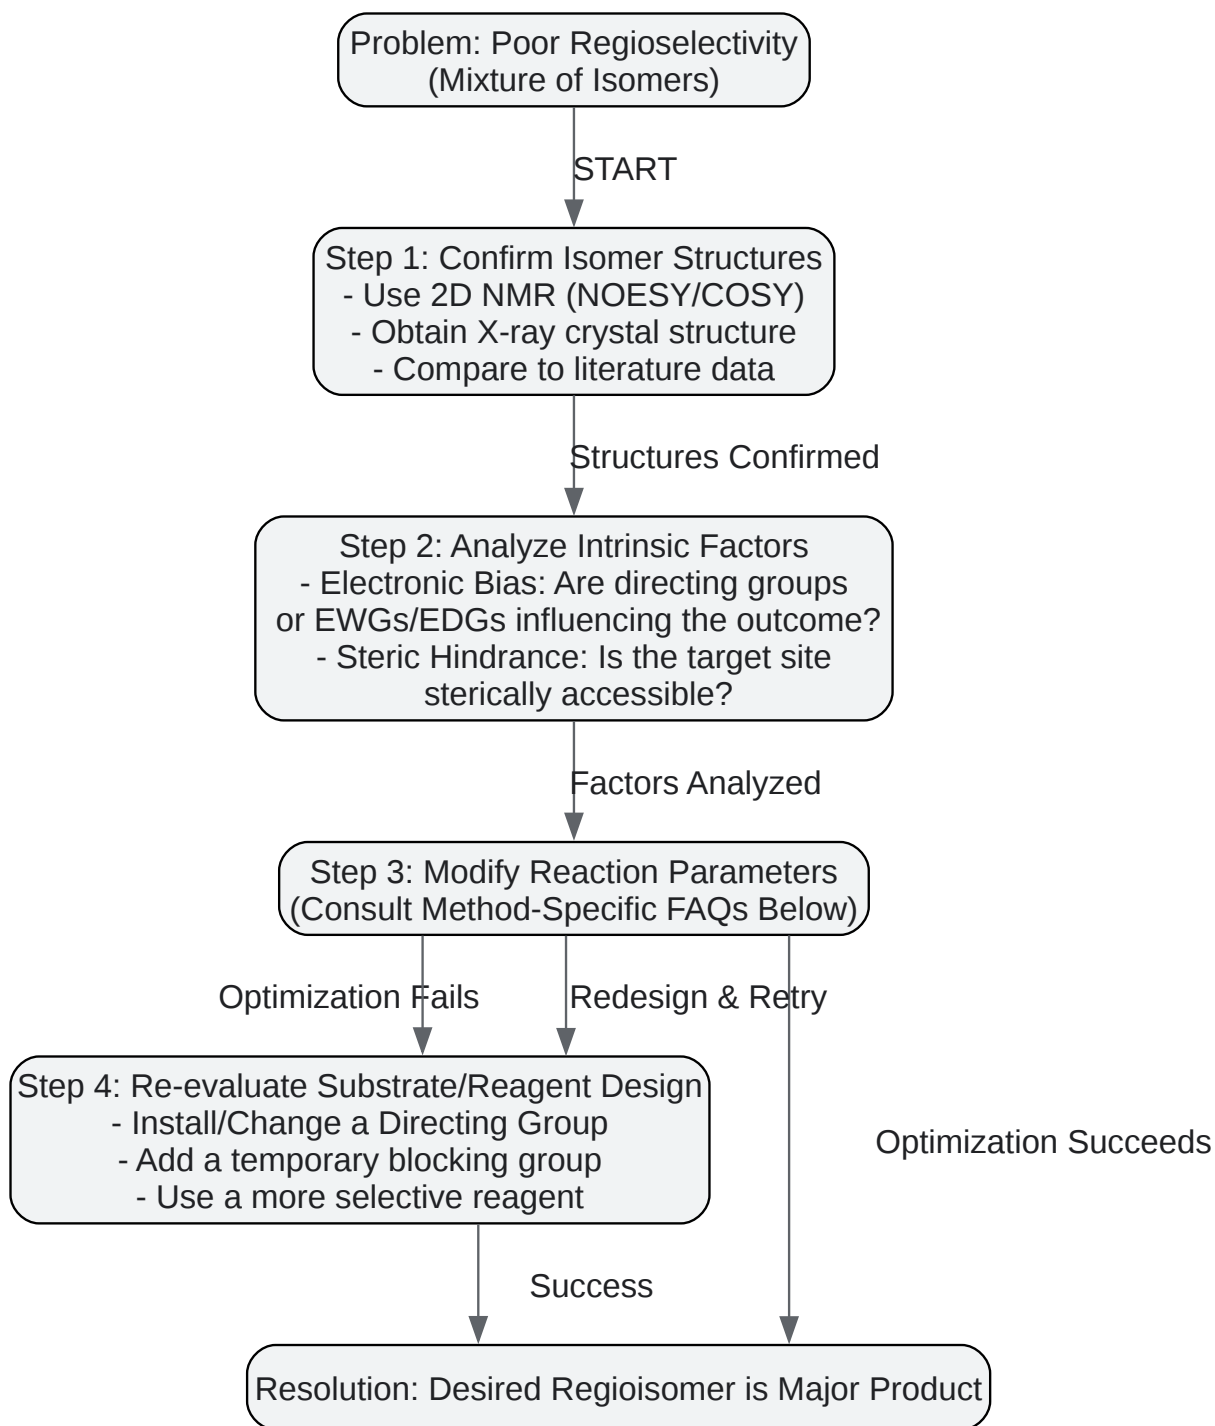 Problem: Poor Regioselectivity
(Mixture of Isomers)
START
Step 1: Confirm Isomer Structures
- Use 2D NMR (NOESY/COSY)
- Obtain X-ray crystal structure
- Compare to literature data
Structures Confirmed
Step 2: Analyze Intrinsic Factors
- Electronic Bias: Are directing groups
or EWGs/EDGs influencing the outcome?
- Steric Hindrance: Is the target site
sterically accessible?
Factors Analyzed
Step 3: Modify Reaction Parameters
(Consult Method-Specific FAQs Below)
Optimization Fails
Redesign & Retry
Step 4: Re-evaluate Substrate/Reagent Design
- Install/Change a Directing Group
- Add a temporary blocking group
- Use a more selective reagent
Optimization Succeeds
Success
Resolution: Desired Regioisomer is Major Product